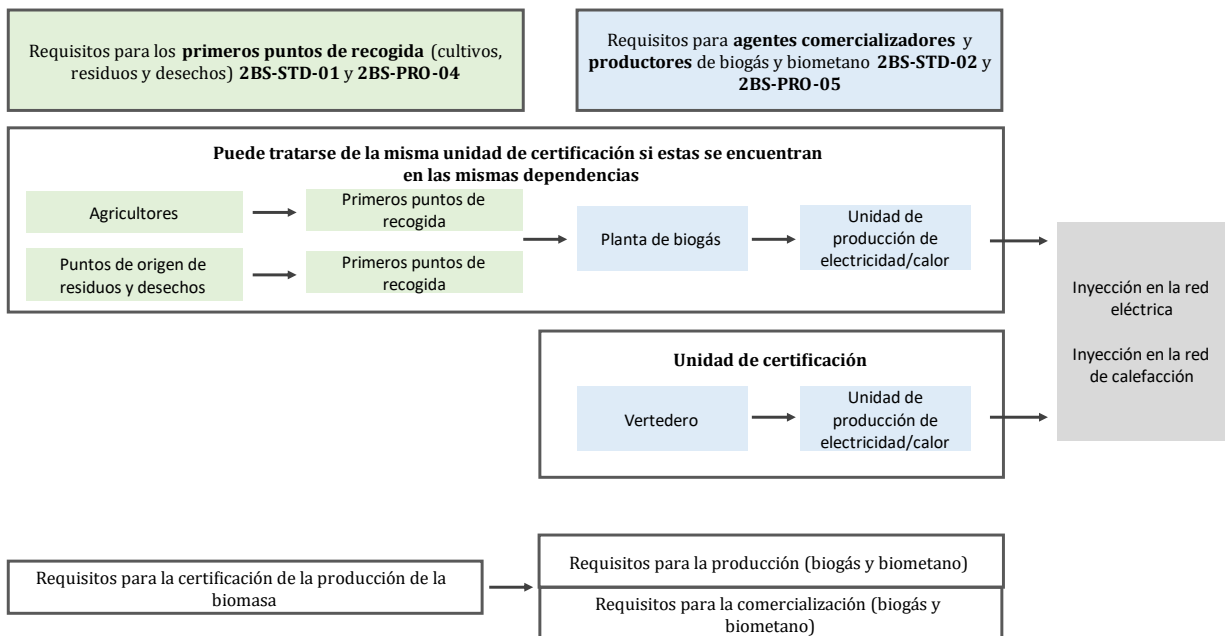 Requisitos para los primeros puntos de recogida (cultivos,
residuos y desechos) 2BS-STD-01 y 2BS-PRO-04
Requisitos para agentes comercializadores y
productores de biogás y biometano 2BS-STD-02 y
2BS-PRO-05
Puede tratarse de la misma unidad de certificación si estas se encuentran
en las mismas dependencias
Agricultores
Primeros puntos de
recogida
Puntos de origen de
residuos y desechos
Primeros puntos de
recogida
Planta de biogás
Unidad de
producción de
electricidad/calor
Inyección en la red
eléctrica
Inyección en la red
de calefacción
Unidad de certificación
Vertedero
Unidad de
producción de
electricidad/calor
Requisitos para la certificación de la producción de la
biomasa
Requisitos para la producción (biogás y biometano)
Requisitos para la comercialización (biogás y
biometano)